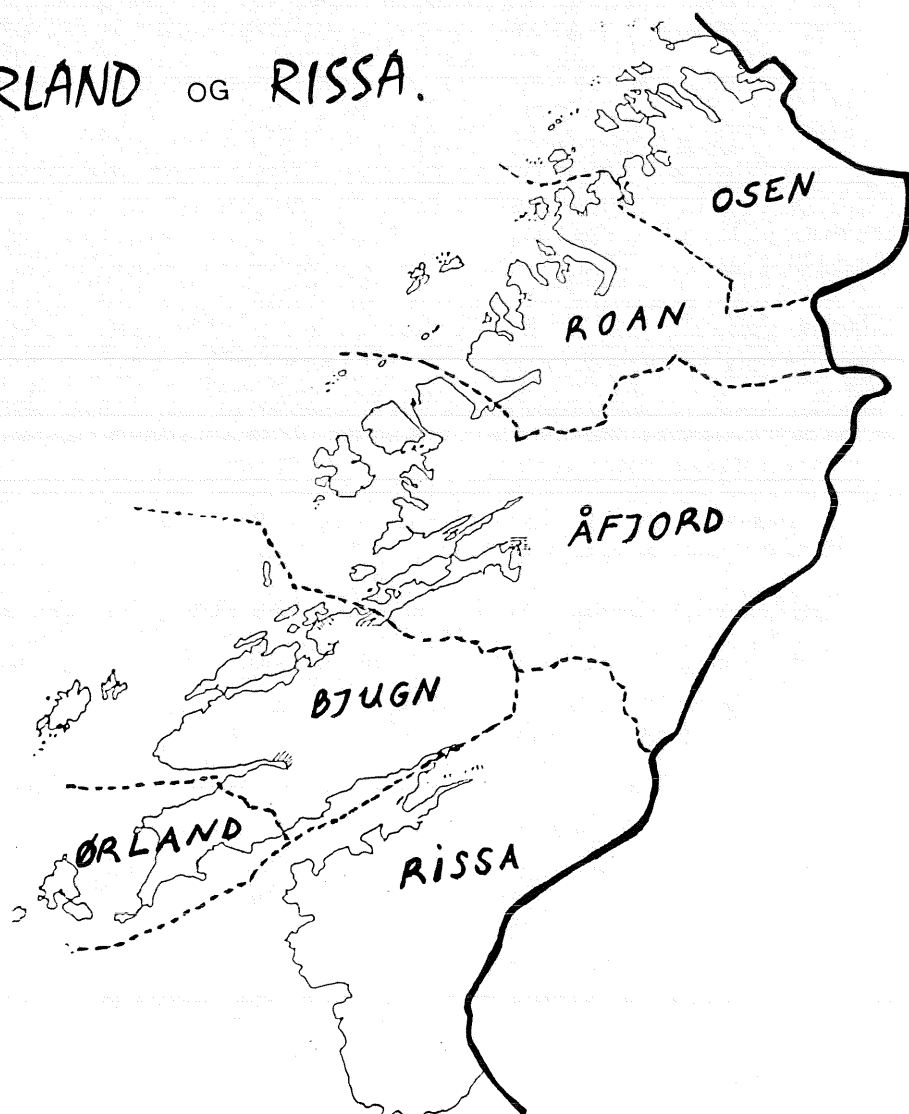 RLAND OG RISSA.
OSEN
ROAN
ÅFJORD
BJUGN
ØRLAND
RiSSA